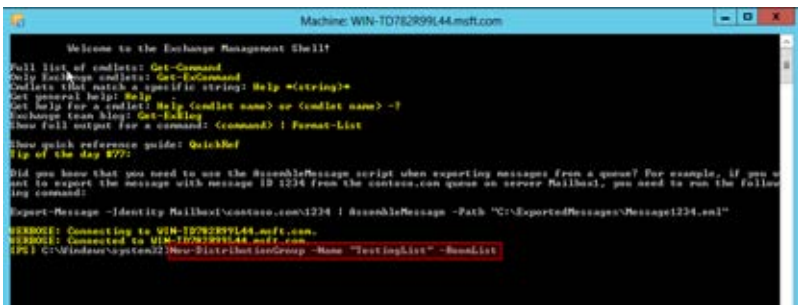 Machine: WIN-TD782R99L44.msft.com
Welcome to the Exchange Management Shell!
Full list of cmdlets: Get-Command
Only Exchange cmdlets: Get-ExCommand
Cmdlets that match a specific string: Help *<string>*
Get general help: Help
Get help for a cmdlet: Help <cmdlet name> or <cmdlet name> -?
Exchange team blog: Get-ExBlog
Show full output for a command: <command> | Format-List
Show quick reference guide: QuickRef
Tip of the day #77:
Did you know that you need to use the AssembleMessage script when exporting messages from a queue? For example, if you w
ant to export the message with message ID 1234 from the contoso.com queue on server Mailbox1, you need to run the follow
ing command:
Export-Message -Identity Mailbox1\contoso.com\1234 | AssembleMessage -Path "C:\ExportedMessages\Message1234.eml"
VERBOSE: Connecting to WIN-TD782R99L44.msft.com.
VERBOSE: Connected to WIN-TD782R99L44.msft.com.
[PS] C:\Windows\system32>New-DistributionGroup -Name "TestingList" -RoomList